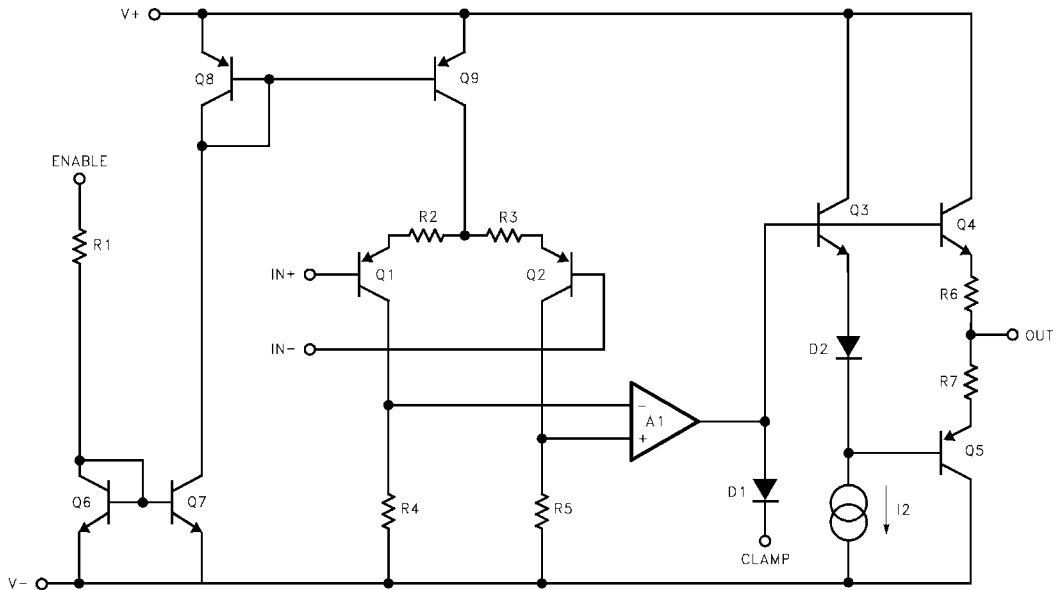 V+
Q8
Q9
ENABLE
R1
R2
R3
Q3
Q4
IN+
Q1
Q2
R6
IN-
D2
OUT
R7
-
A1
+
Q6
Q7
Q5
R4
R5
D1
I2
CLAMP
V-